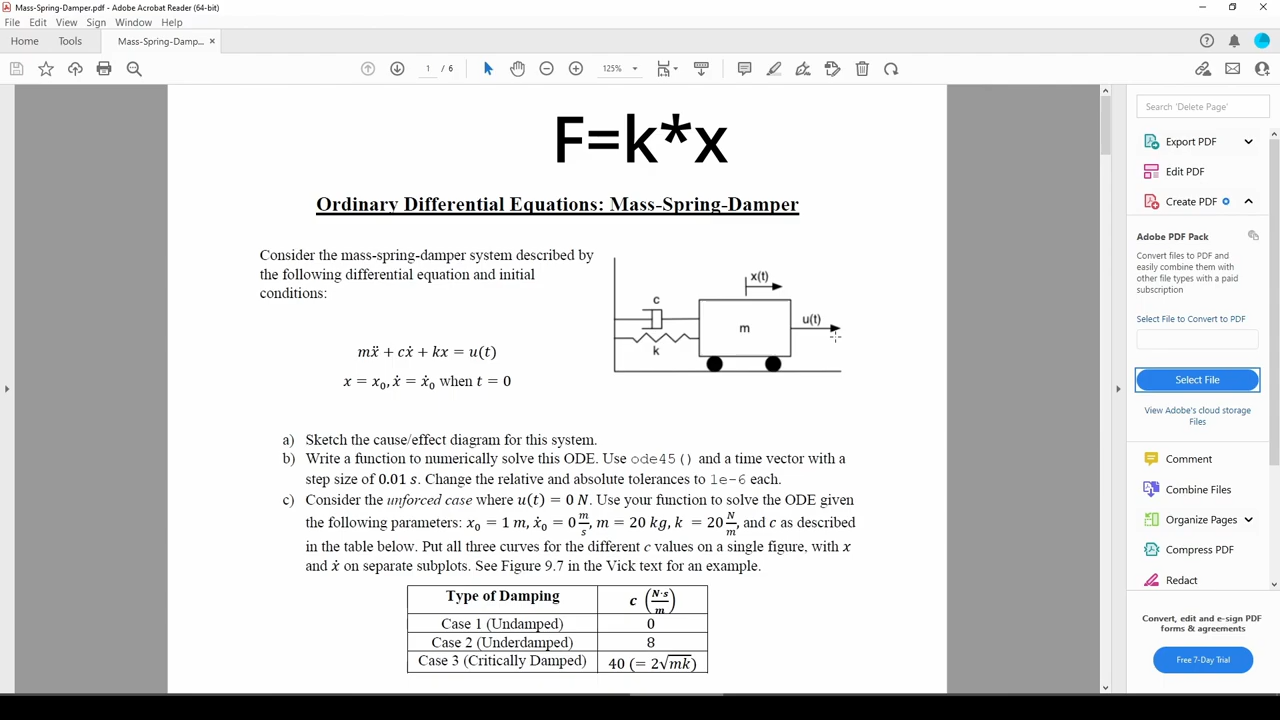 Mass-Spring-Damper.pdf - Adobe Acrobat Reader (64-bit)
File Edit View Sign Window Help
Home Tools Mass-Spring-Damp... ×
1 / 6 125%
F=k*x
Ordinary Differential Equations: Mass-Spring-Damper
Consider the mass-spring-damper system described by
the following differential equation and initial
conditions:
mẍ + cẋ + kx = u(t)
x = x₀, ẋ = ẋ₀ when t = 0
x(t)
c
u(t)
m
k
a) Sketch the cause/effect diagram for this system.
b) Write a function to numerically solve this ODE. Use ode45() and a time vector with a
step size of 0.01 s. Change the relative and absolute tolerances to 1e-6 each.
c) Consider the unforced case where u(t) = 0 N. Use your function to solve the ODE given
the following parameters: x₀ = 1 m, ẋ₀ = 0 m/s, m = 20 kg, k = 20 N/m, and c as described
in the table below. Put all three curves for the different c values on a single figure, with x
and ẋ on separate subplots. See Figure 9.7 in the Vick text for an example.
Type of Damping c (N·s/m)
Case 1 (Undamped) 0
Case 2 (Underdamped) 8
Case 3 (Critically Damped) 40 (= 2√mk)
Search 'Delete Page'
Export PDF
Edit PDF
Create PDF
Adobe PDF Pack
Convert files to PDF and
easily combine them with
other file types with a paid
subscription
Select File to Convert to PDF
Select File
View Adobe's cloud storage
Files
Comment
Combine Files
Organize Pages
Compress PDF
Redact
Convert, edit and e-sign PDF
forms & agreements
Free 7-Day Trial